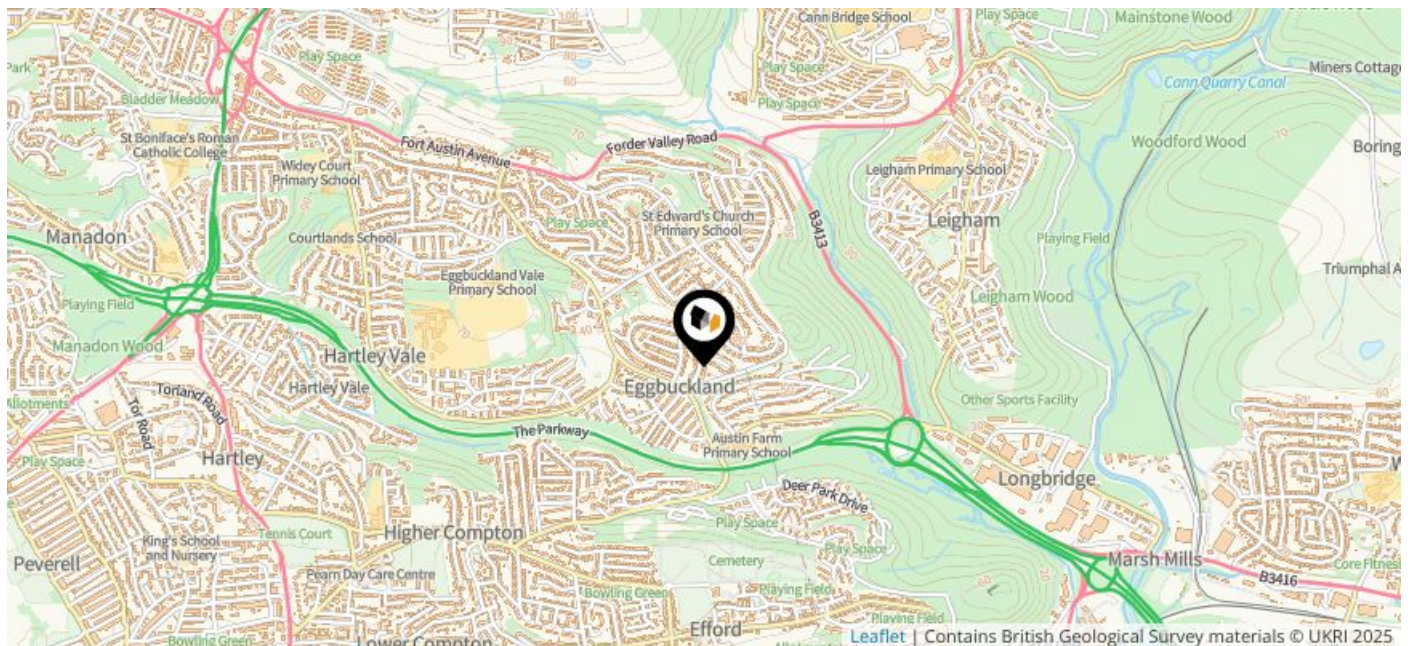 Cann Bridge School
Play Space
Mainstone Wood
Play Space
Park
Bladder Meadow
Play Space
Cann Quarry Canal
Miners Cottage
Play Space
St Boniface's Roman
Catholic College
Fort Austin Avenue
Forder Valley Road
Woodford Wood
Boring
Widey Court
Primary School
Leigham Primary School
Play Space
St Edward's Church
Primary School
B3413
Leigham
Manadon
Courtlands School
Playing Field
Eggbuckland Vale
Primary School
Triumphal A
Playing Field
Leigham Wood
Manadon Wood
Hartley Vale
Hartley Vale
Eggbuckland
Allotments
Torland Road
Tor Road
Other Sports Facility
The Parkway
Austin Farm
Primary School
Play Space
Hartley
Longbridge
Deer Park Drive
Play Space
Higher Compton
Tennis Court
King's School
and Nursery
Play Space
Cemetery
Peverell
Marsh Mills
Pearn Day Care Centre
B3416
Core Fitness
Bowling Green
Playing Field
Playing Field
Efford
Bowling Green
Lower Compton
Leaflet | Contains British Geological Survey materials © UKRI 2025